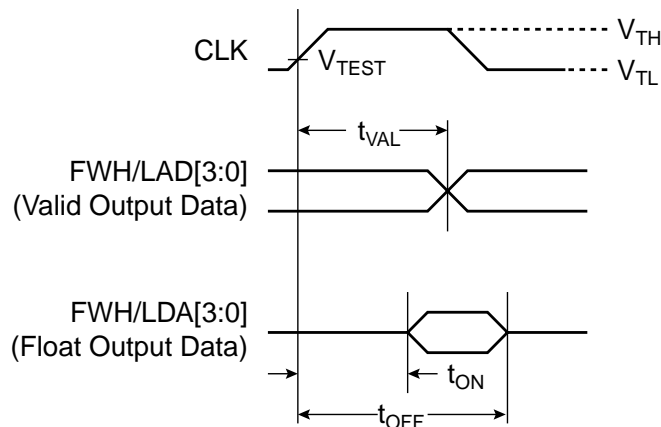 CLK
V_TEST
V_TH
V_TL
t_VAL
FWH/LAD[3:0]
(Valid Output Data)
FWH/LDA[3:0]
(Float Output Data)
t_ON
t_OFF